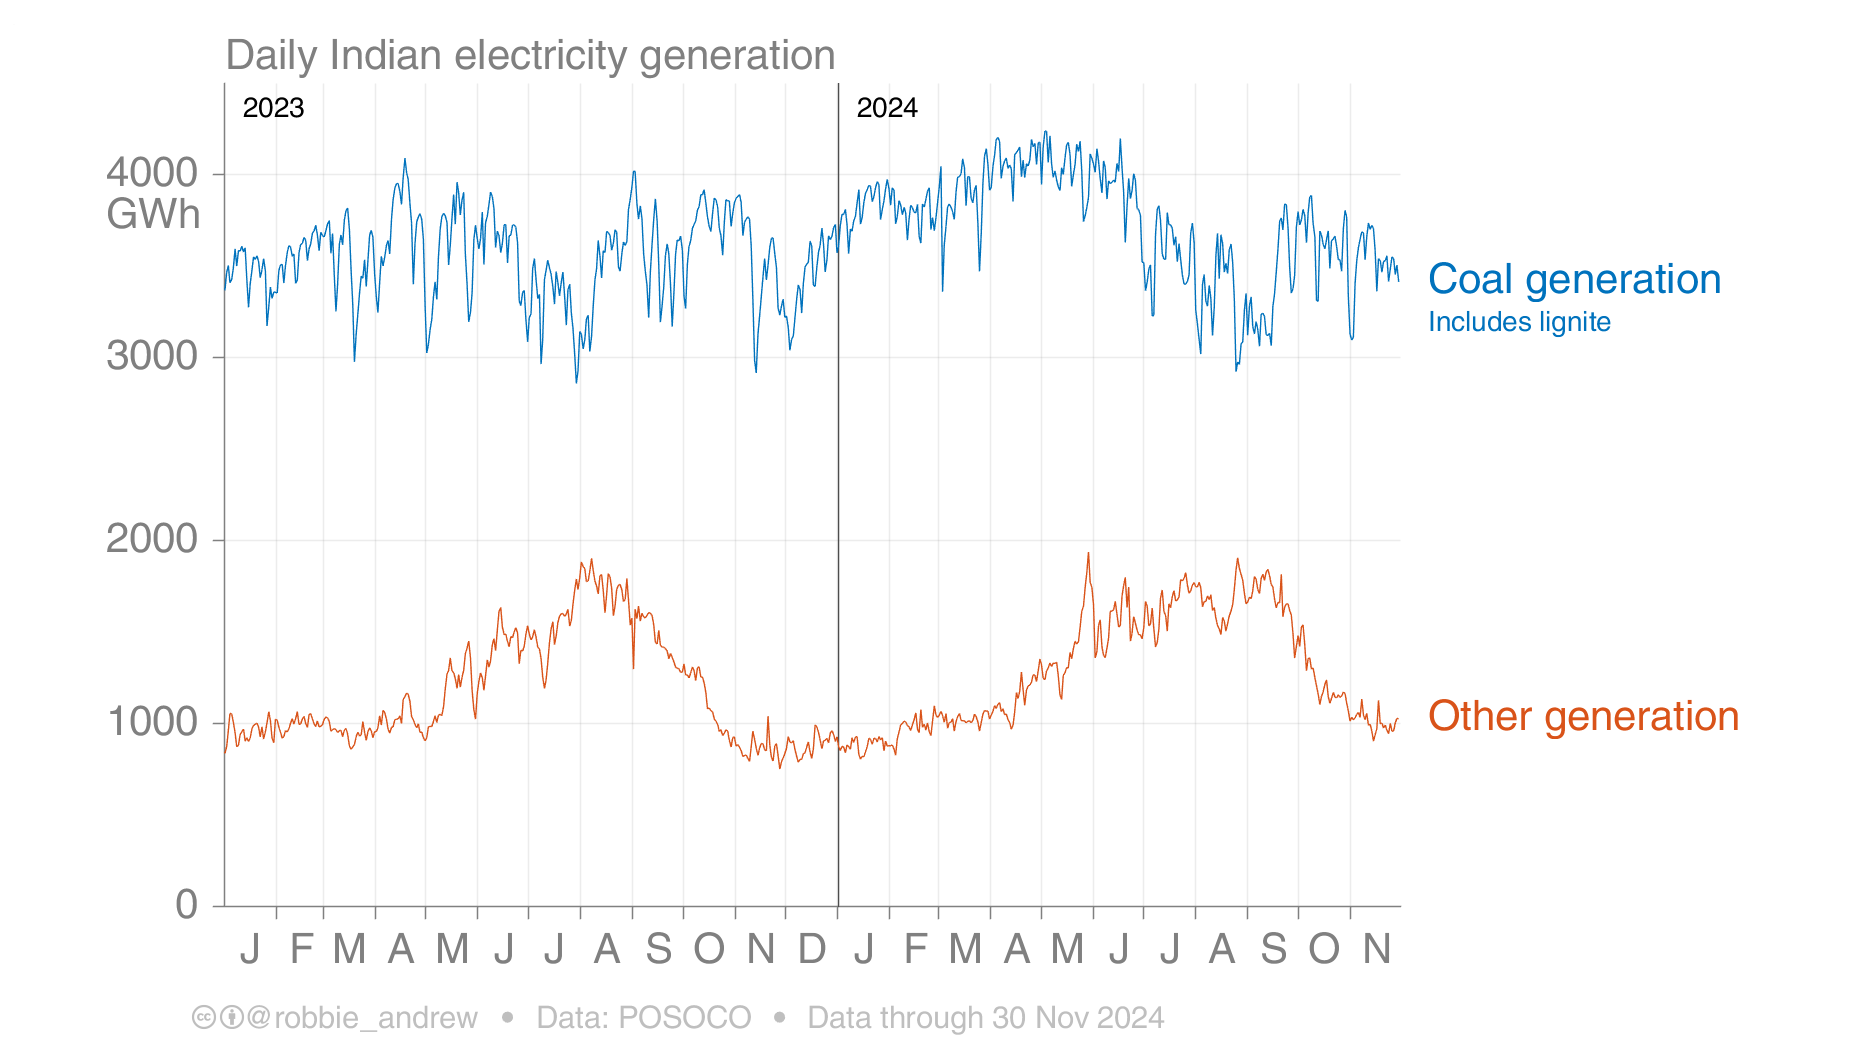 Daily Indian electricity generation
2023
2024
4000
GWh
3000
2000
1000
0
Coal generation
Includes lignite
Other generation
J F M A M J J A S O N D J F M A M J J A S O N
cc @robbie_andrew • Data: POSOCO • Data through 30 Nov 2024